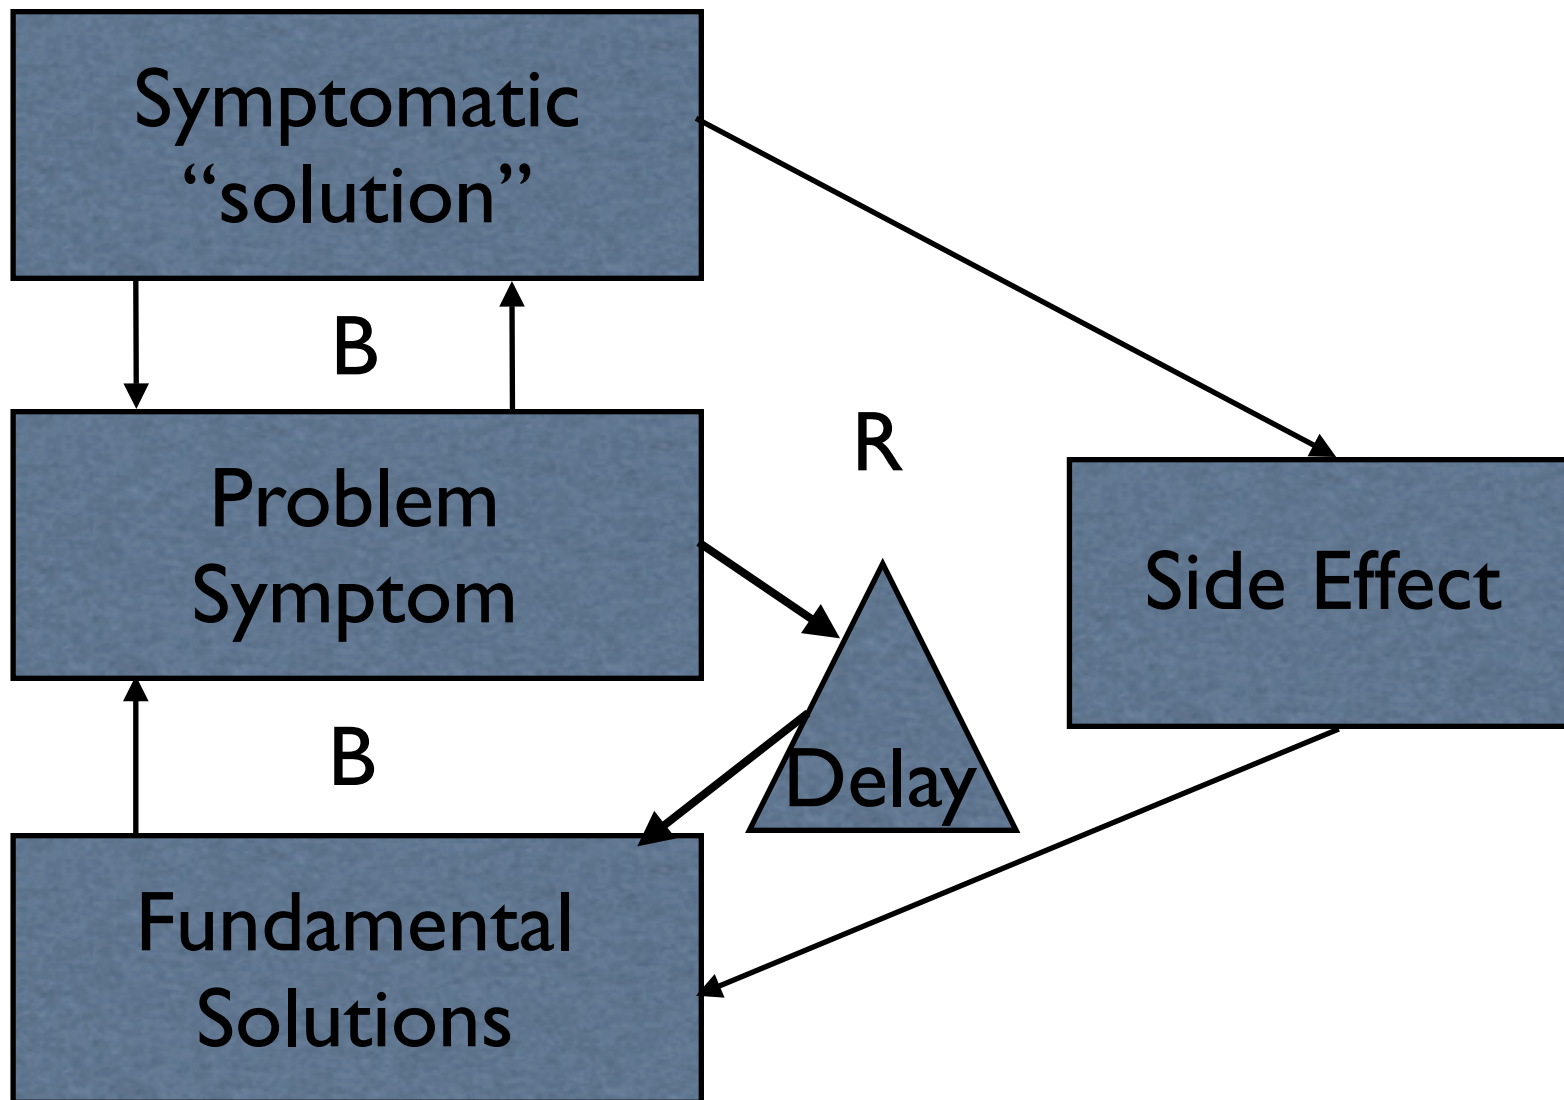 Symptomatic
“solution”
B
R
Problem
Symptom
Side Effect
B
Delay
Fundamental
Solutions